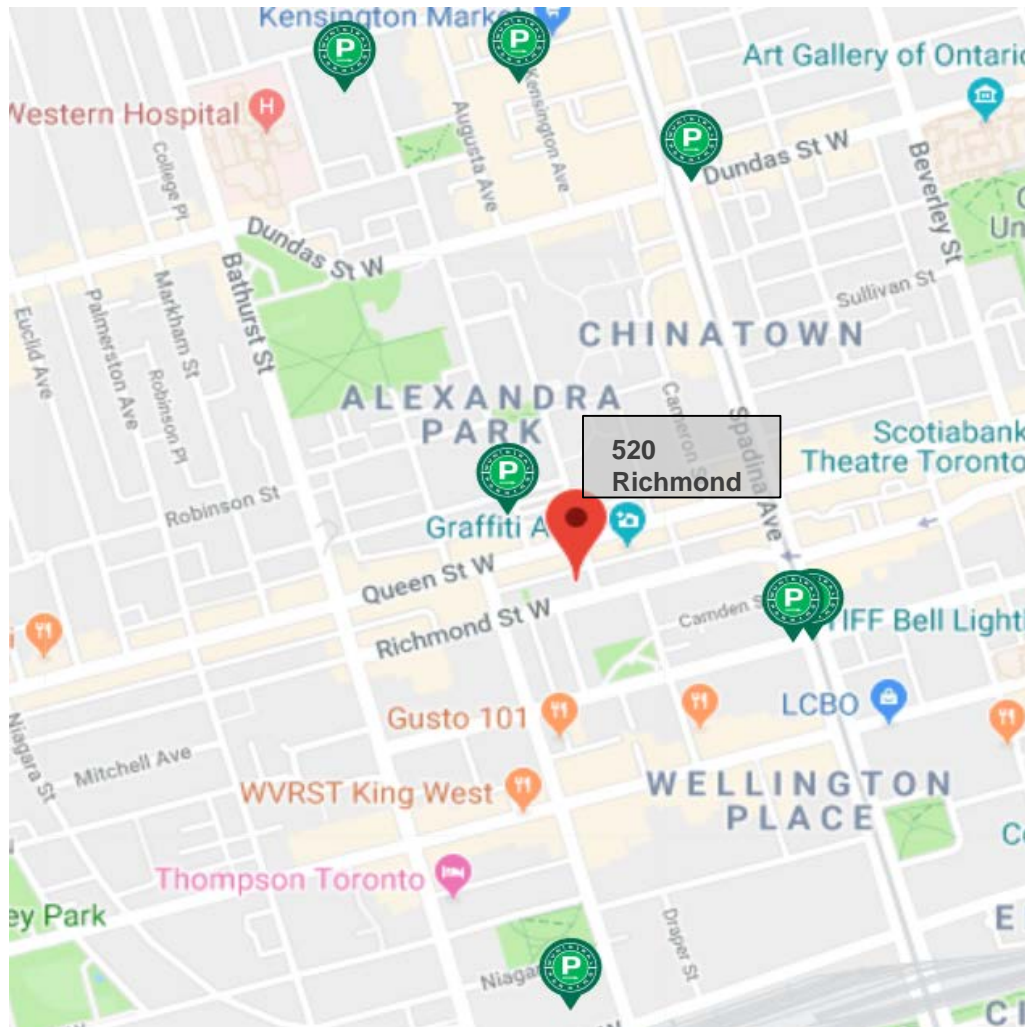 Kensington Market
Art Gallery of Ontario
P
P
P
Western Hospital
H
College Pl
Augusta Ave
Kensington Ave
Dundas St W
Beverley St
Un
Dundas St W
Bathurst St
Markham St
Palmerston Ave
Euclid Ave
Robinson Pl
Sullivan St
CHINATOWN
ALEXANDRA
PARK
Cameron S
Spadina Ave
520
Richmond
Scotiabank
Theatre Toronto
P
Robinson St
Graffiti A
Queen St W
Richmond St W
Camden S
P
TIFF Bell Light
Gusto 101
LCBO
Niagara St
Mitchell Ave
WVRST King West
WELLINGTON
PLACE
Thompson Toronto
ey Park
Draper St
E
Niaga
P